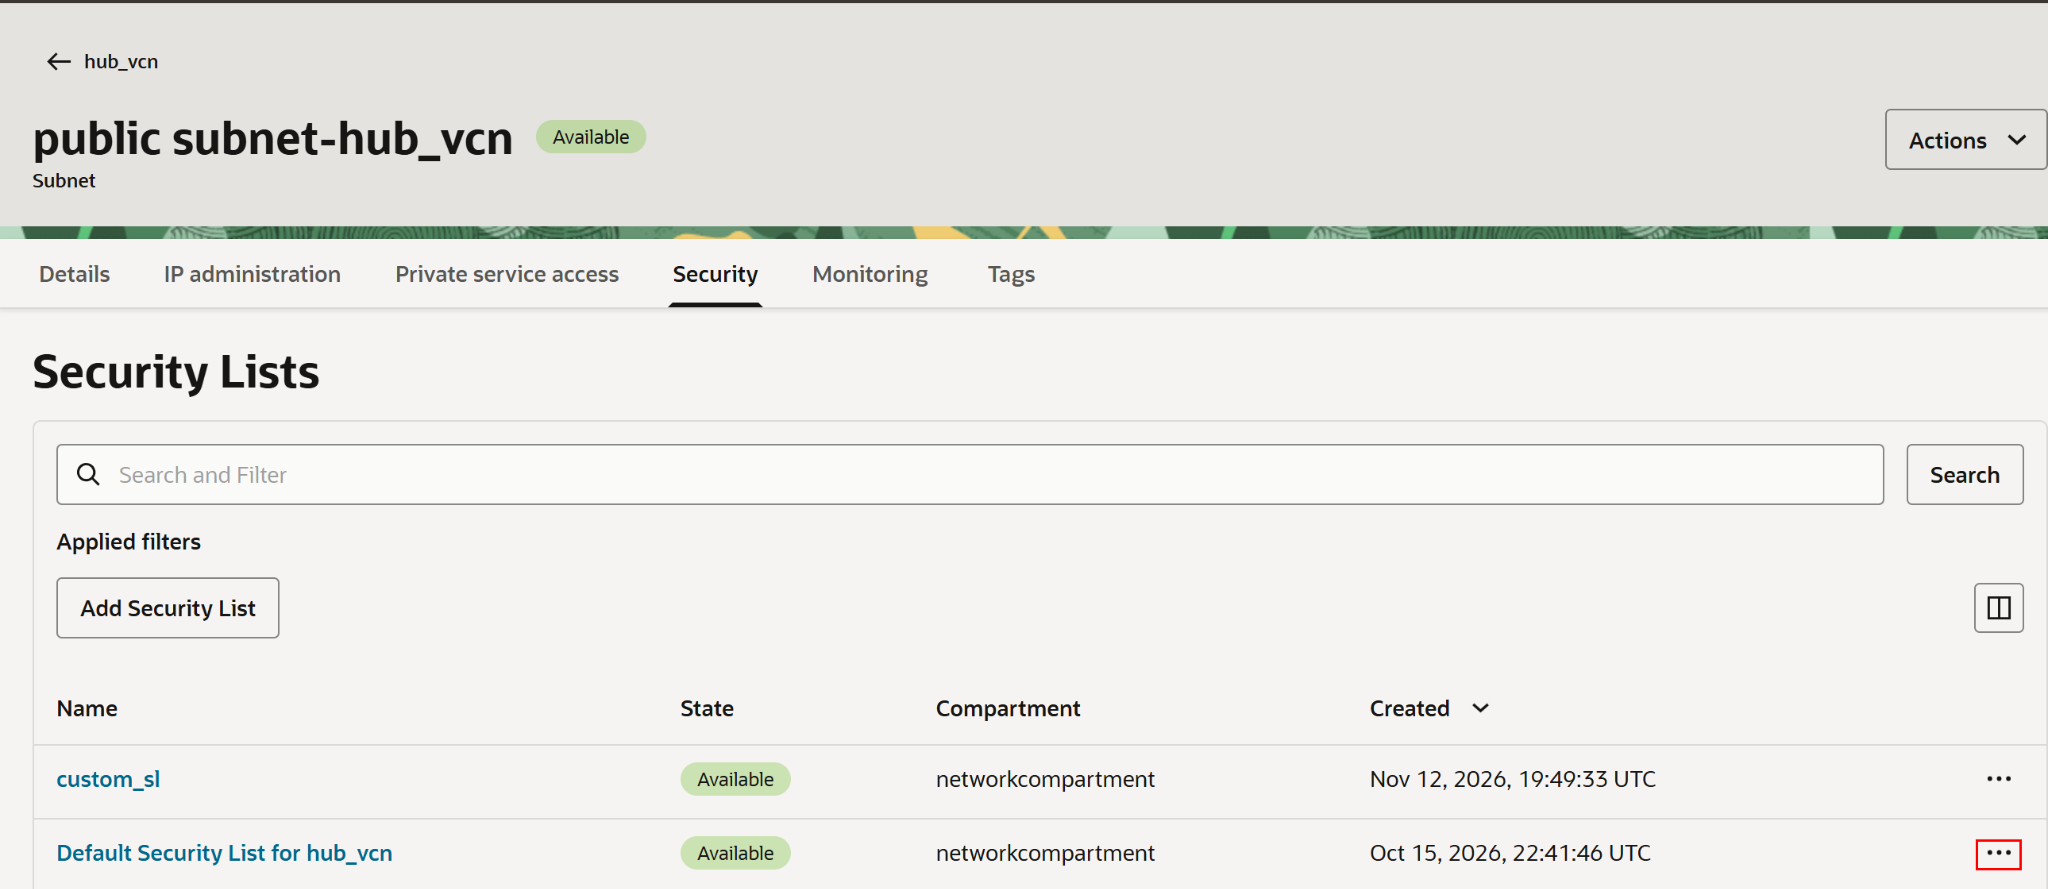 hub_vcn
public subnet-hub_vcn Available
Subnet
Actions
Details IP administration Private service access Security Monitoring Tags
Security Lists
Search and Filter Search
Applied filters
Add Security List
Name State Compartment Created
custom_sl Available networkcompartment Nov 12, 2026, 19:49:33 UTC
Default Security List for hub_vcn Available networkcompartment Oct 15, 2026, 22:41:46 UTC